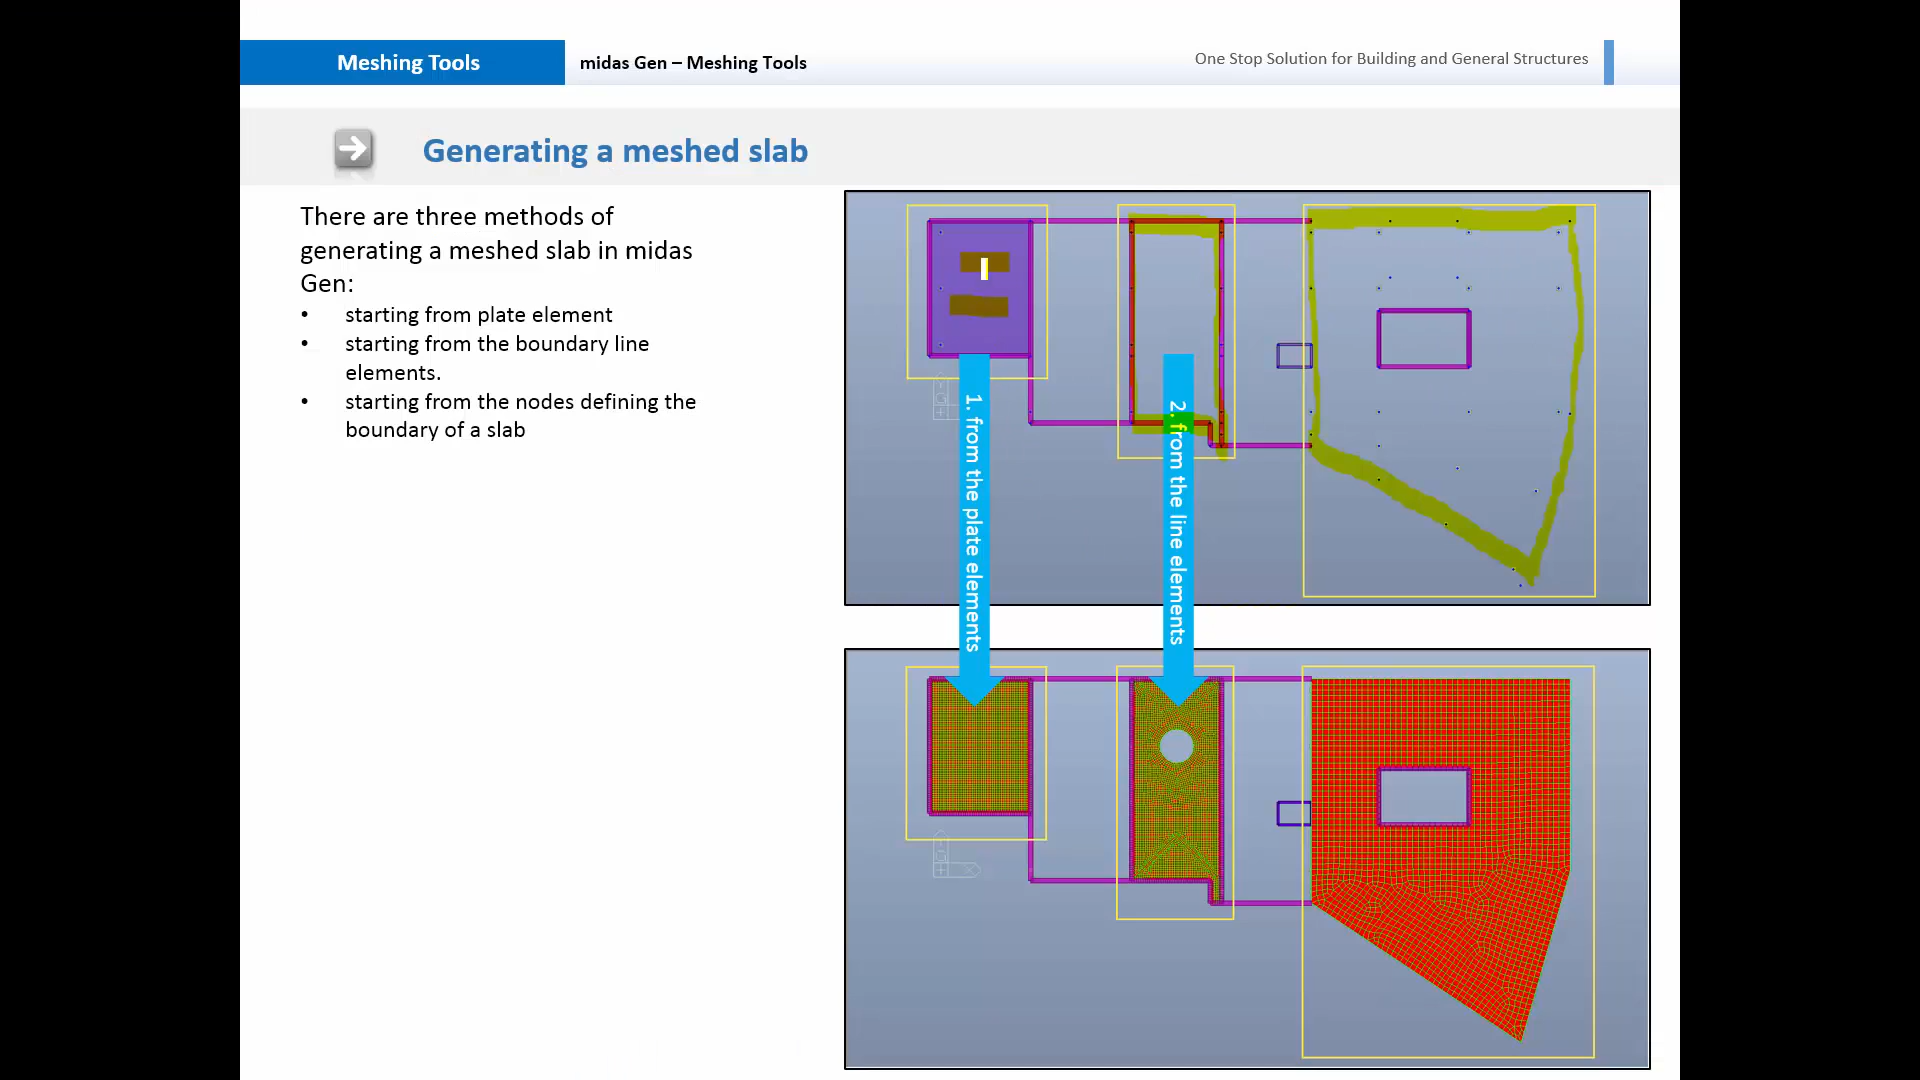 Meshing Tools
midas Gen – Meshing Tools
One Stop Solution for Building and General Structures
Generating a meshed slab
There are three methods of
generating a meshed slab in midas
Gen:
• starting from plate element
• starting from the boundary line
elements.
• starting from the nodes defining the
boundary of a slab
1. from the plate elements
2. from the line elements